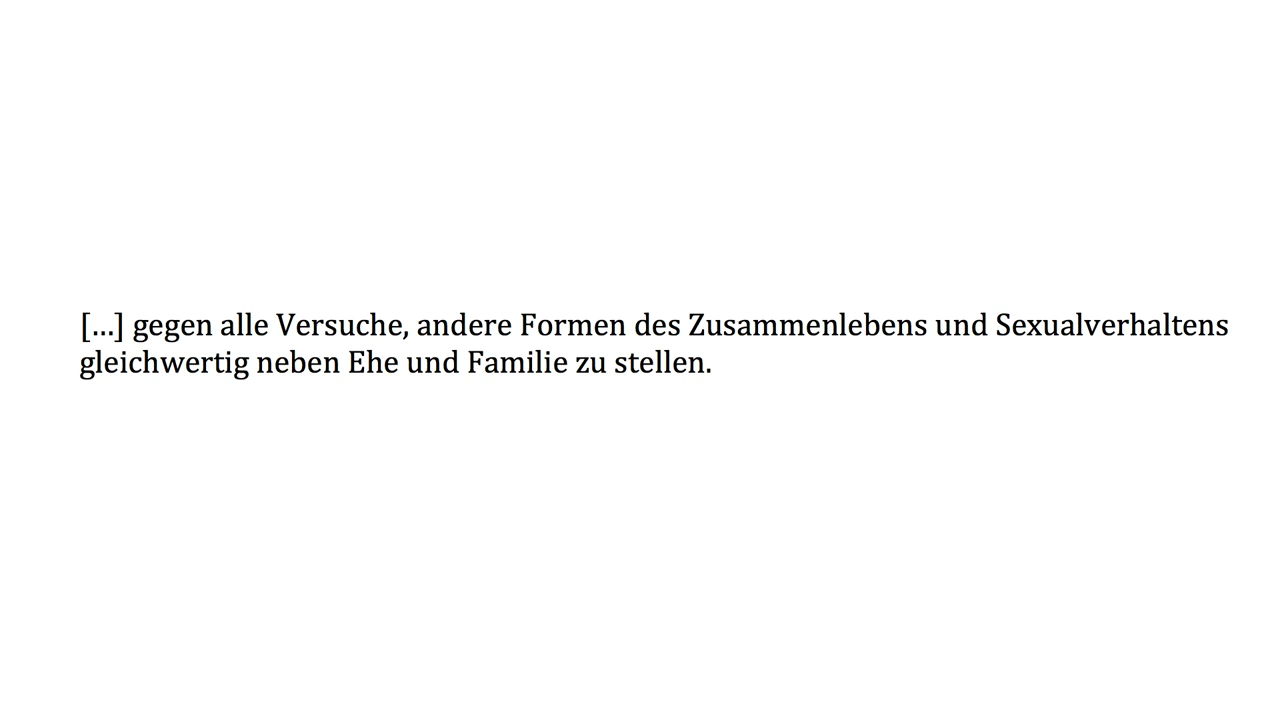 […] gegen alle Versuche, andere Formen des Zusammenlebens und Sexualverhaltens
gleichwertig neben Ehe und Familie zu stellen.